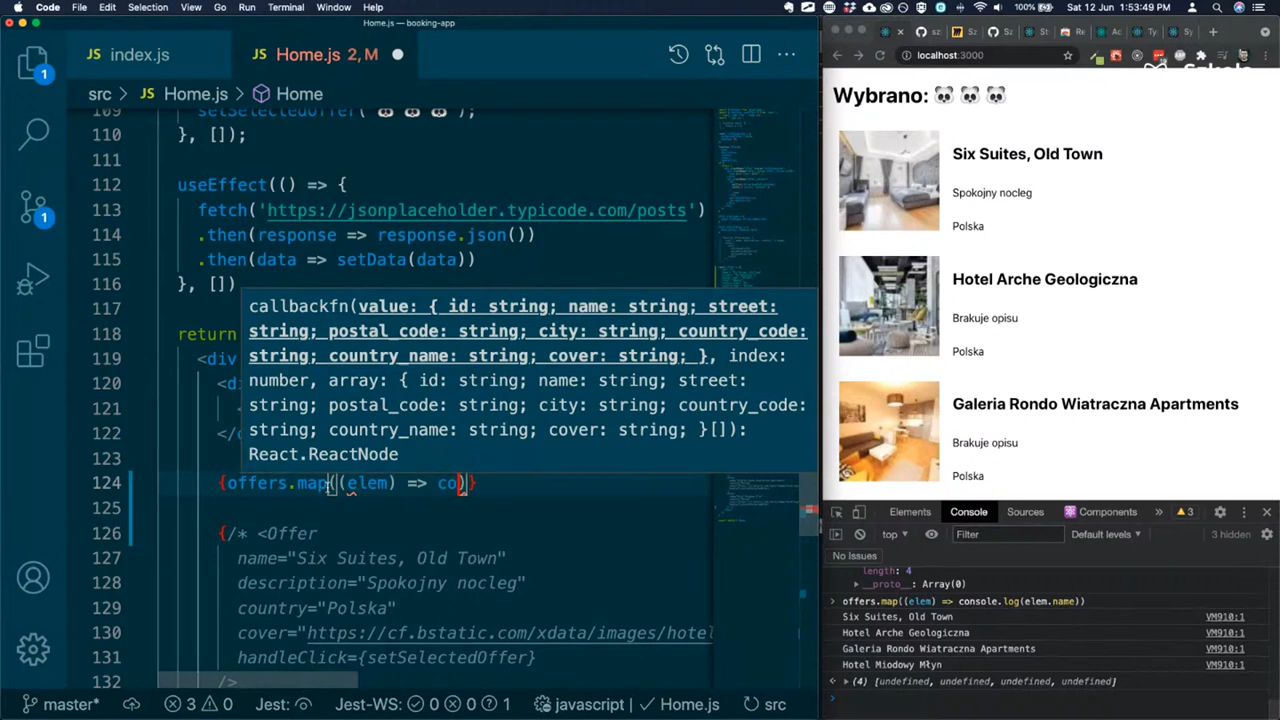 Code File Edit Selection View Go Run Terminal Window Help
100% Sat 12 Jun 1:53:49 PM
Home.js — booking-app
JS index.js
JS Home.js 2, M
src > JS Home.js > Home
109 setSelectedOffer('🐼 🐼 🐼');
110 }, []);
111
112 useEffect(() => {
113 fetch('https://jsonplaceholder.typicode.com/posts')
114 .then(response => response.json())
115 .then(data => setData(data))
116 }, [])
117
118 return
119 <div
120 <di
121 <
122 </d
123
callbackfn(value: { id: string; name: string; street:
string; postal_code: string; city: string; country_code:
string; country_name: string; cover: string; }, index:
number, array: { id: string; name: string; street:
string; postal_code: string; city: string; country_code:
string; country_name: string; cover: string; }[]):
React.ReactNode
124 {offers.map((elem) => co)}
125
126 {/* <Offer
127 name="Six Suites, Old Town"
128 description="Spokojny nocleg"
129 country="Polska"
130 cover="https://cf.bstatic.com/xdata/images/hotel
131 handleClick={setSelectedOffer}
132 />
1
1
master* 3 0 Jest: Jest-WS: 0 0 1 javascript Home.js src
localhost:3000
Wybrano: 🐼 🐼 🐼
Six Suites, Old Town
Spokojny nocleg
Polska
Hotel Arche Geologiczna
Brakuje opisu
Polska
Galeria Rondo Wiatraczna Apartments
Brakuje opisu
Polska
Elements Console Sources Components » 3
top Filter Default levels 3 hidden
No Issues
length: 4
__proto__: Array(0)
> offers.map((elem) => console.log(elem.name))
Six Suites, Old Town VM910:1
Hotel Arche Geologiczna VM910:1
Galeria Rondo Wiatraczna Apartments VM910:1
Hotel Miodowy Młyn VM910:1
(4) [undefined, undefined, undefined, undefined]